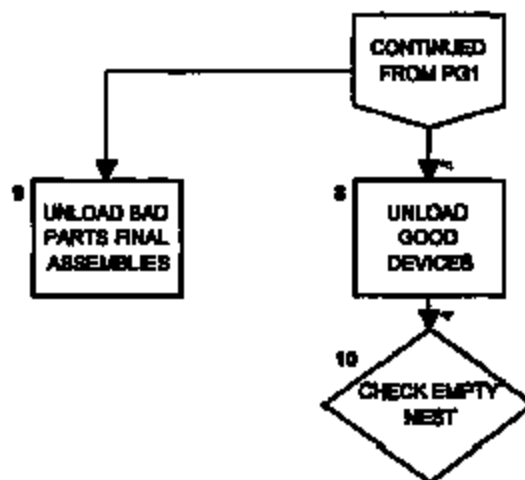 CONTINUED
FROM PG1
9
UNLOAD BAD
PARTS FINAL
ASSEMBLIES
8
UNLOAD
GOOD
DEVICES
10
CHECK EMPTY
NEST